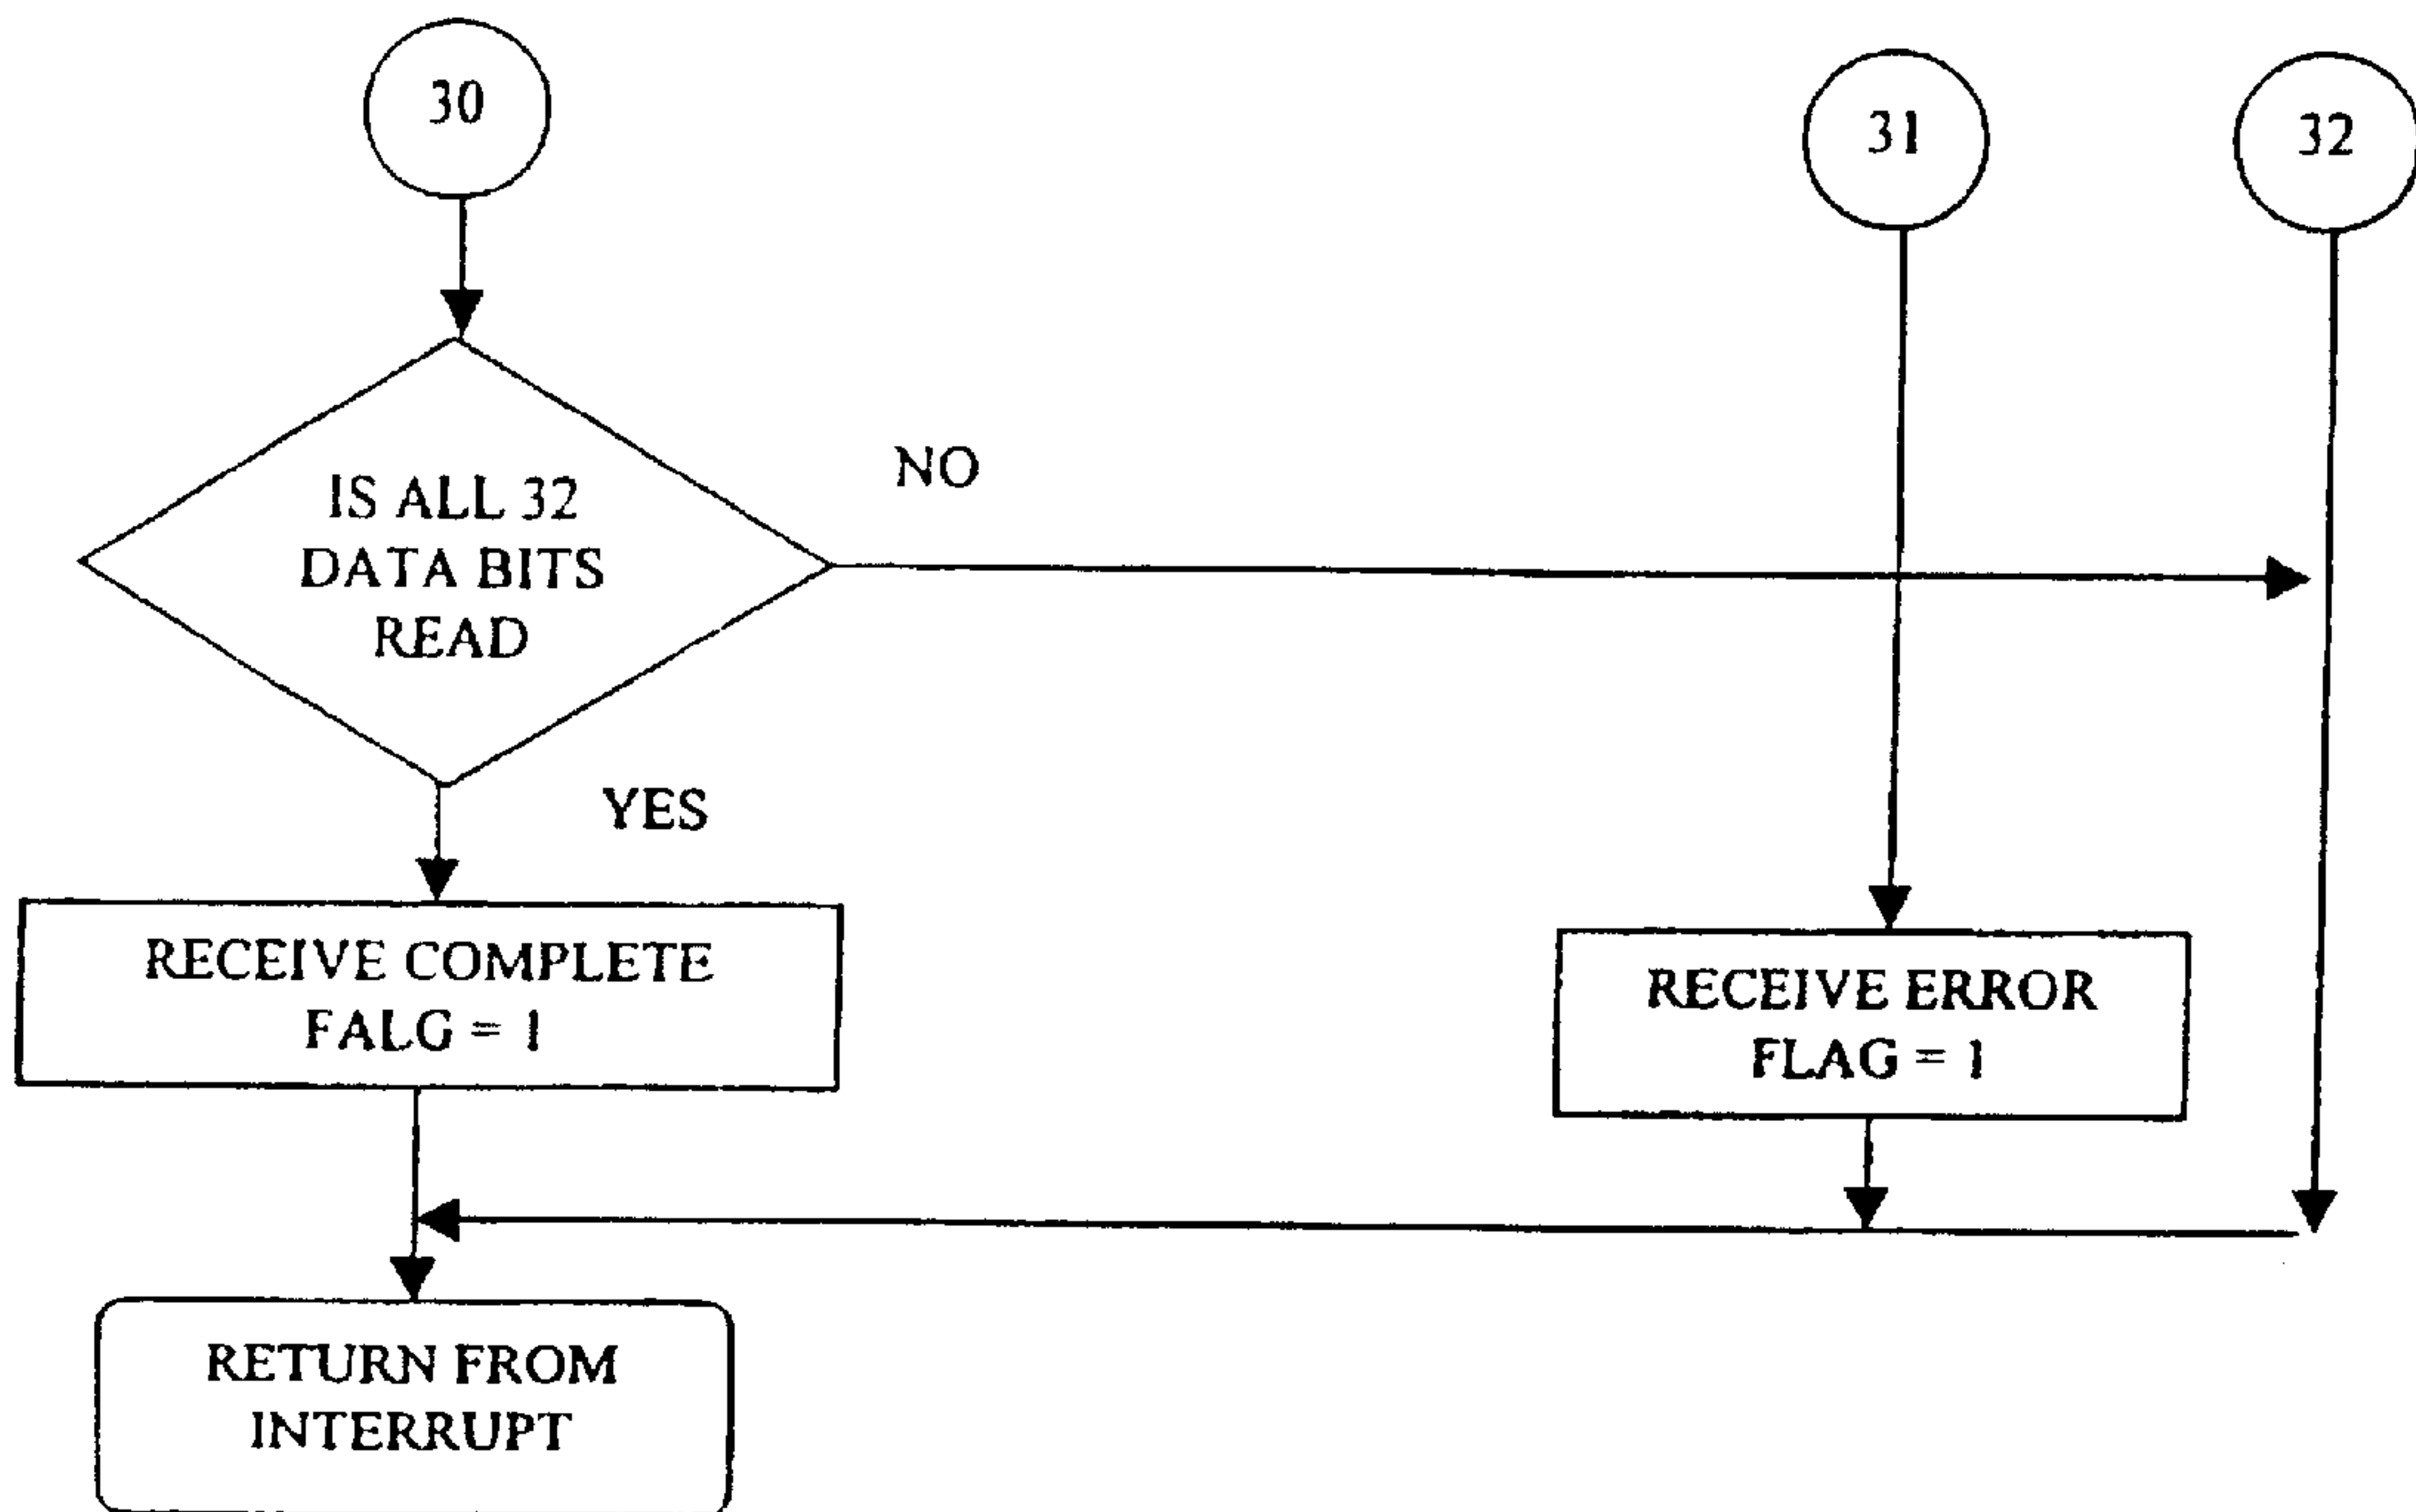 30
31
32
NO
IS ALL 32
DATA BITS
READ
YES
RECEIVE COMPLETE
FALG = 1
RECEIVE ERROR
FLAG = 1
RETURN FROM
INTERRUPT